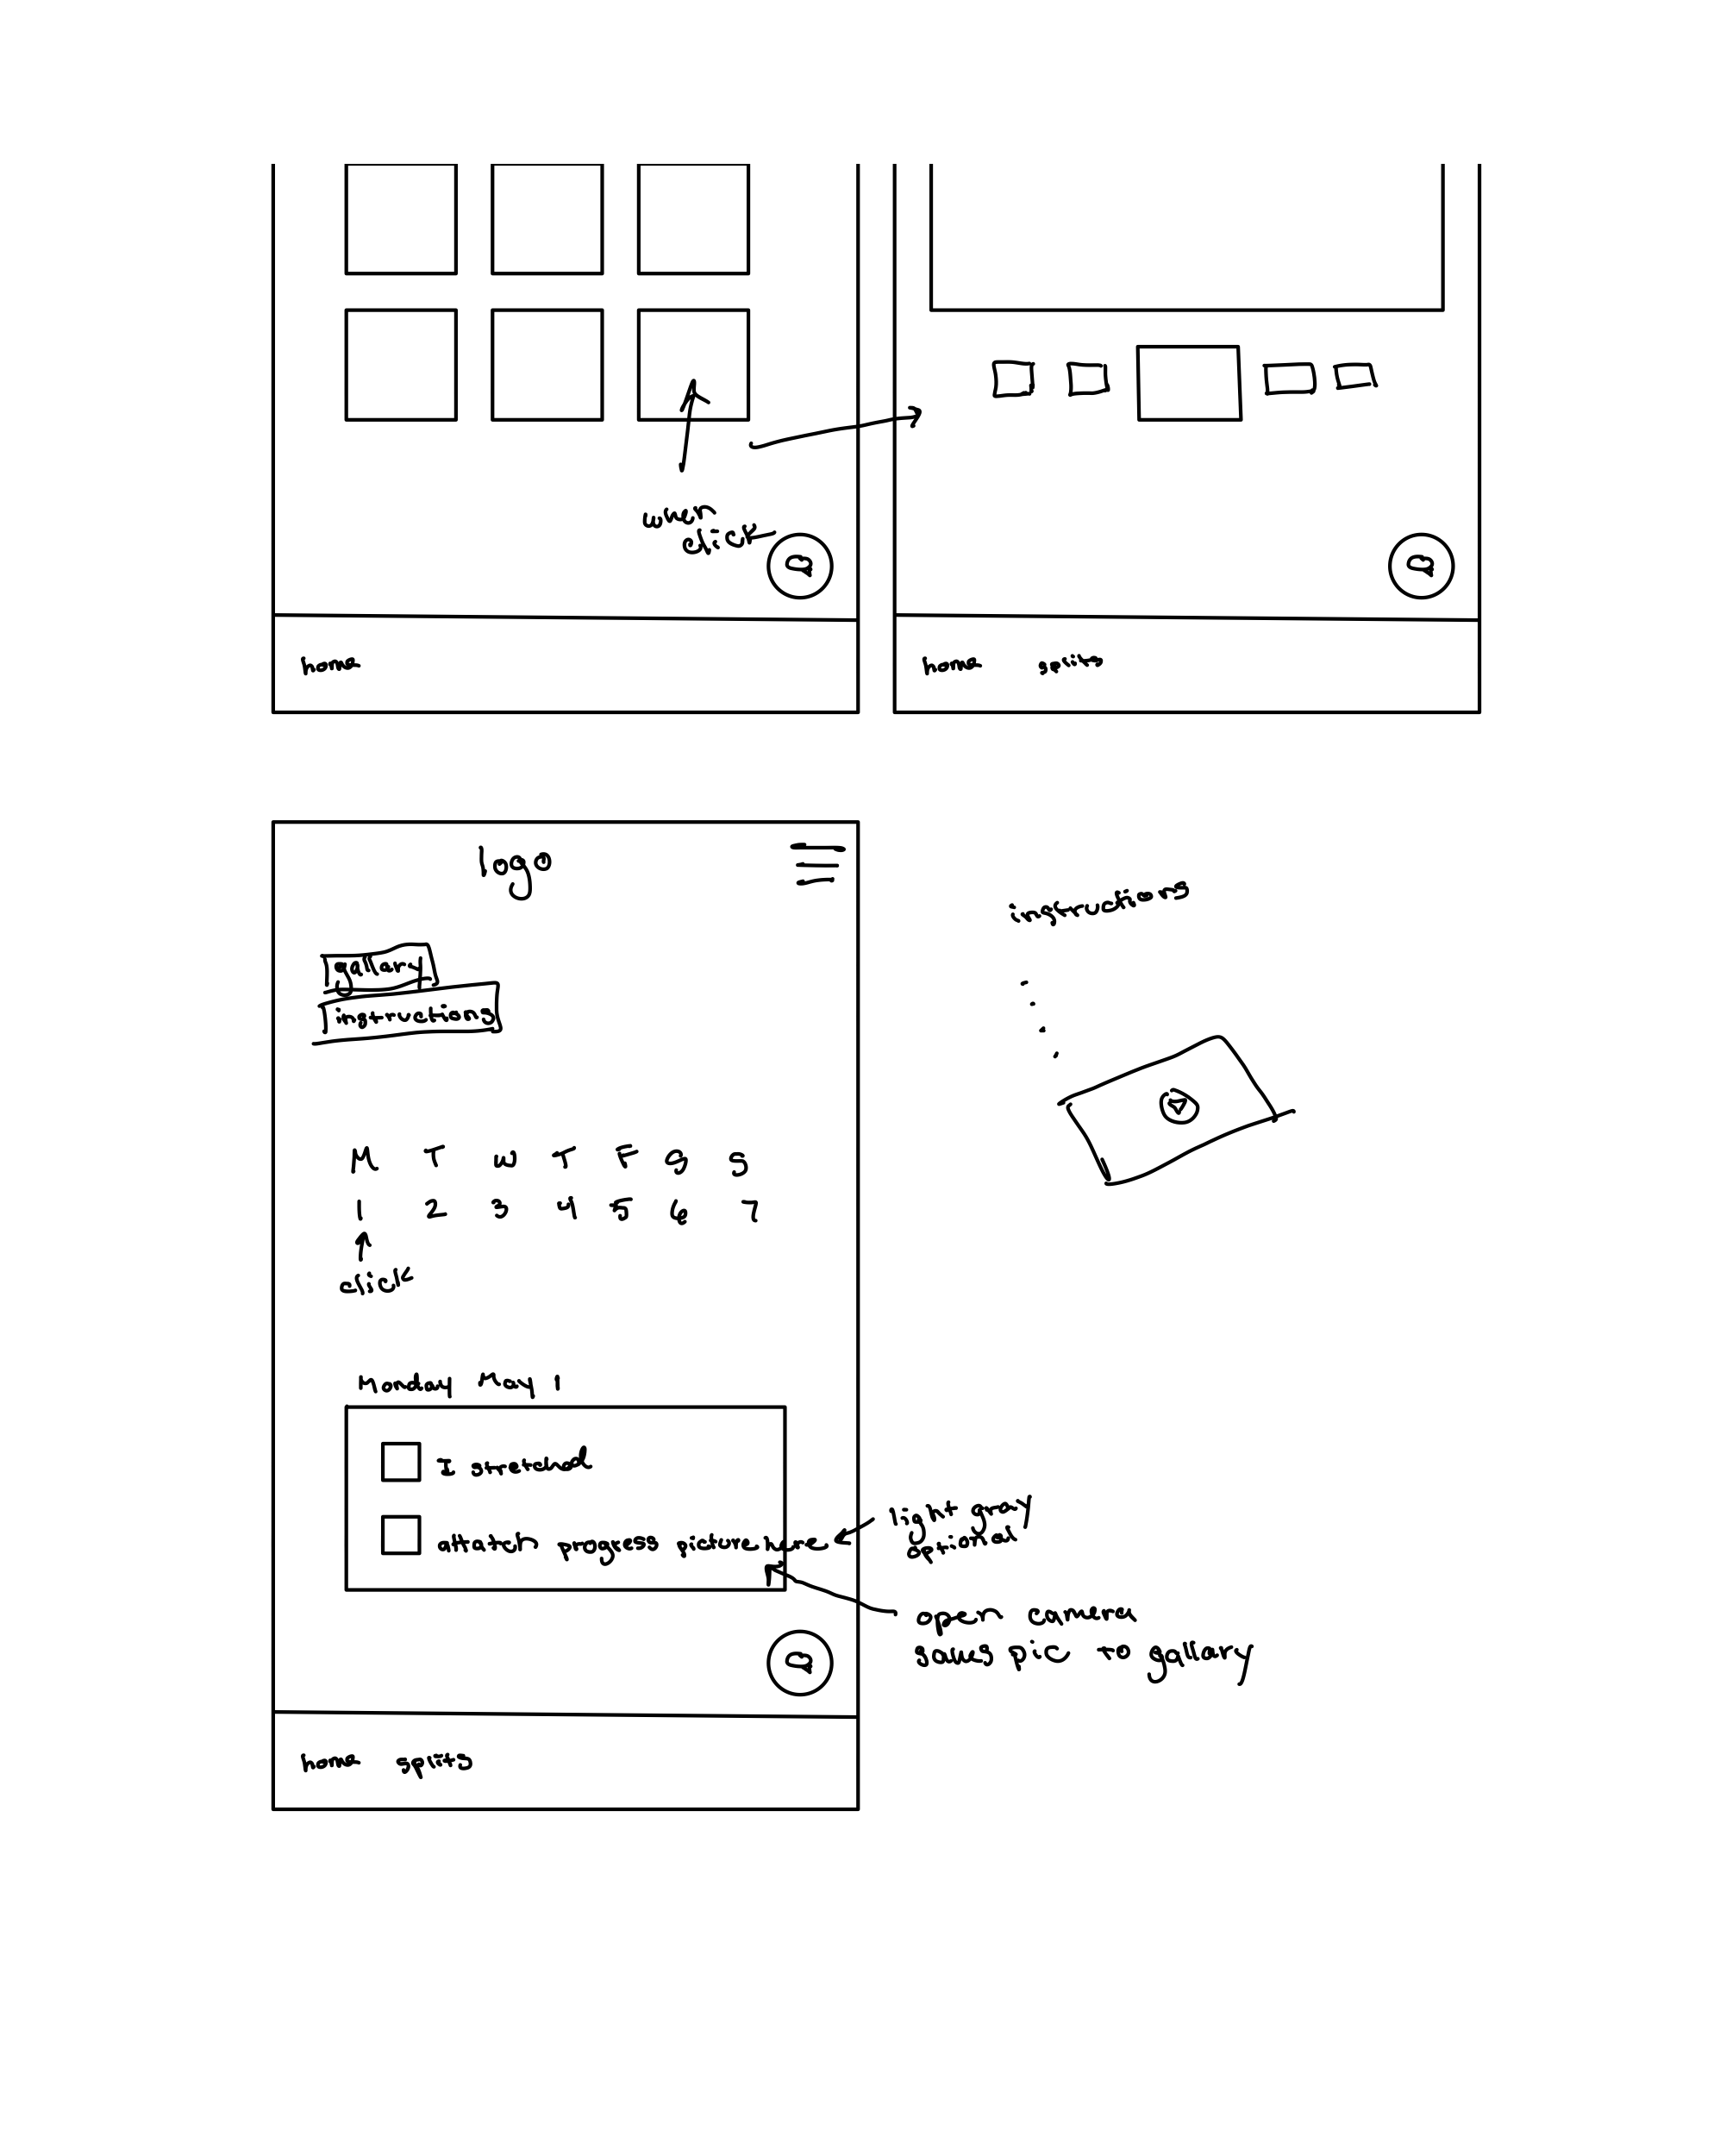 when
click
home
home splits
logo
gallary
instructions
instructions
M T W T F S S
1 2 3 4 5 6 7
click
Monday May 1
I stretched
attatch progress picture here
light gray
optional
open camera
saves pic to gallary
home splits